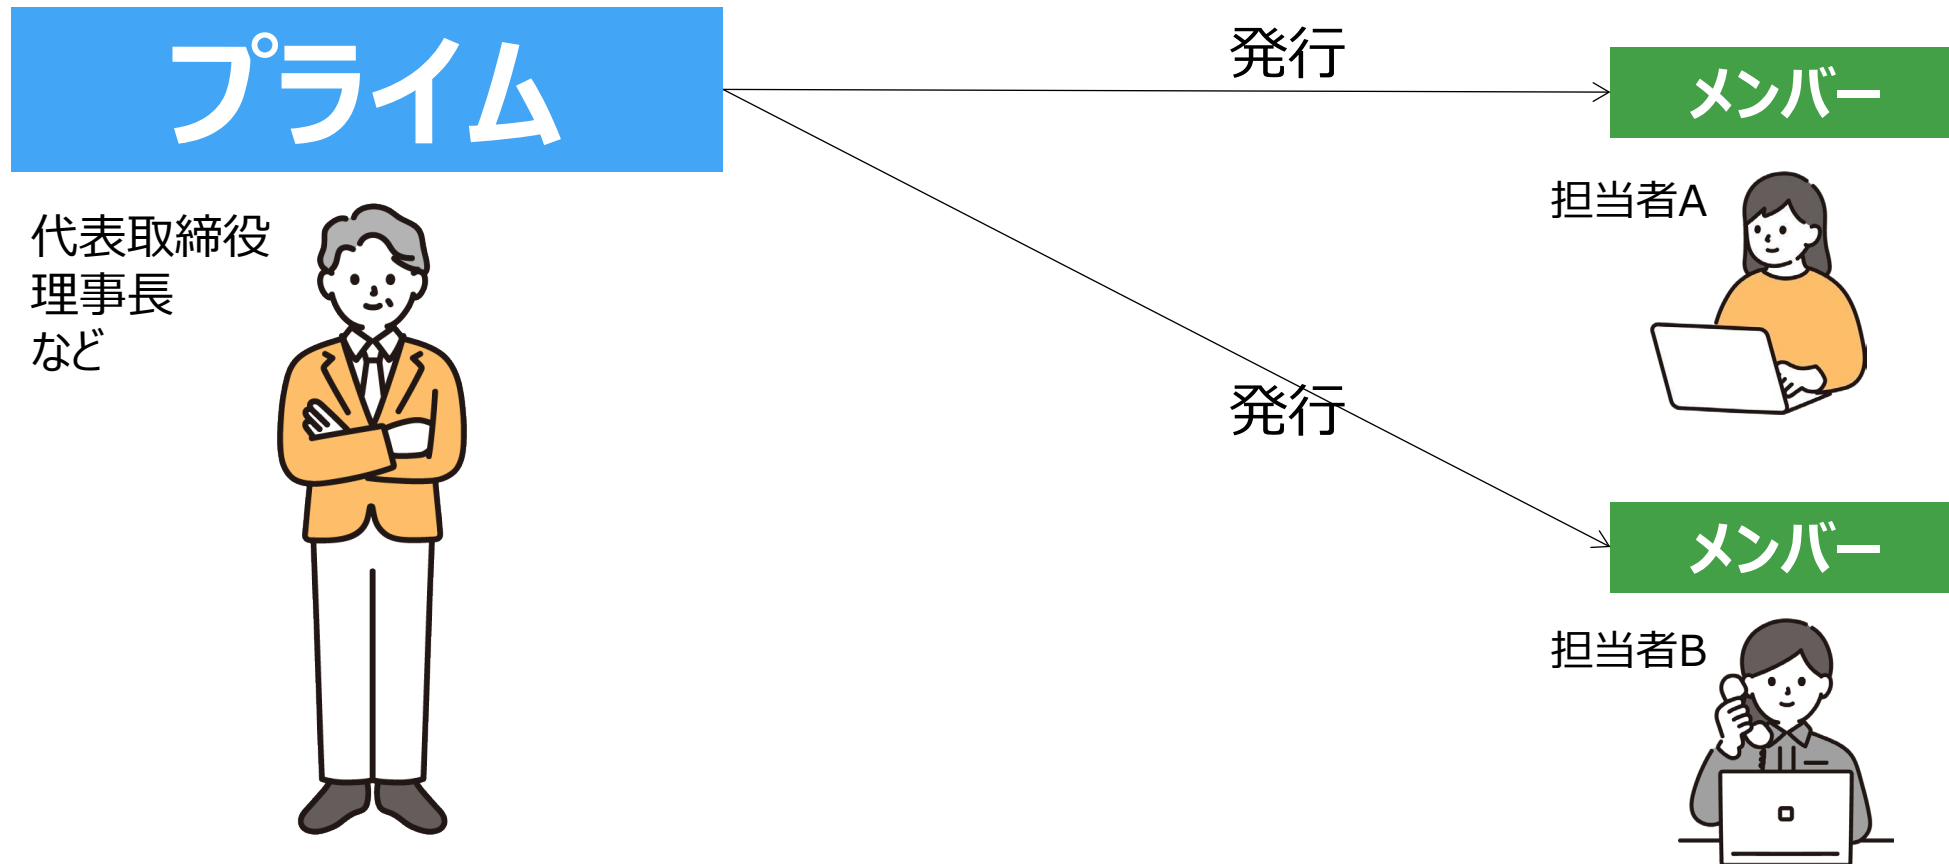 プライム
発行
メンバー
代表取締役
理事長
など
担当者A
発行
メンバー
担当者B